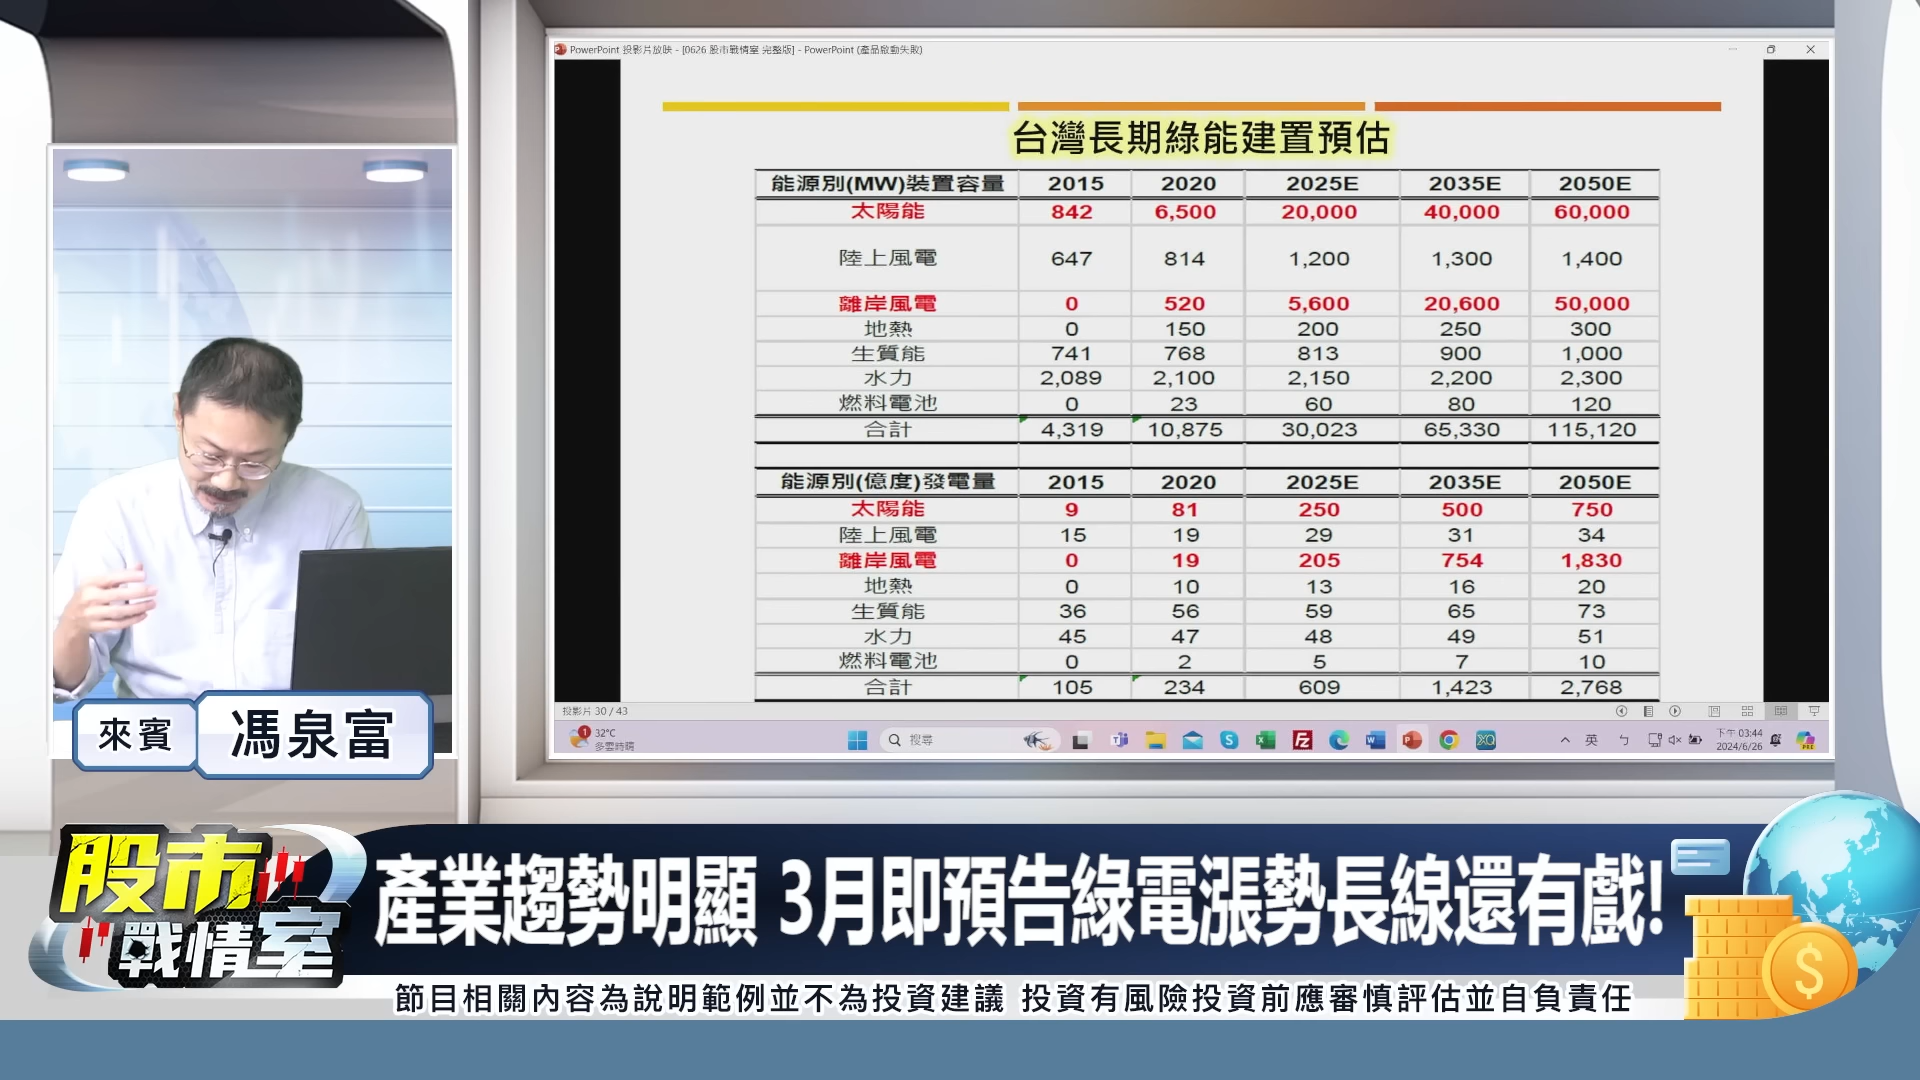 PowerPoint 投影片放映 - [0626 股市戰情室 完整版] - PowerPoint (產品啟動失敗)
台灣長期綠能建置預估
能源別(MW)裝置容量 2015 2020 2025E 2035E 2050E
太陽能 842 6,500 20,000 40,000 60,000
陸上風電 647 814 1,200 1,300 1,400
離岸風電 0 520 5,600 20,600 50,000
地熱 0 150 200 250 300
生質能 741 768 813 900 1,000
水力 2,089 2,100 2,150 2,200 2,300
燃料電池 0 23 60 80 120
合計 4,319 10,875 30,023 65,330 115,120
能源別(億度)發電量 2015 2020 2025E 2035E 2050E
太陽能 9 81 250 500 750
陸上風電 15 19 29 31 34
離岸風電 0 19 205 754 1,830
地熱 0 10 13 16 20
生質能 36 56 59 65 73
水力 45 47 48 49 51
燃料電池 0 2 5 7 10
合計 105 234 609 1,423 2,768
投影片 30 / 43
1 32°C
多雲時晴
搜尋
英 ㄅ
下午 03:44
2024/6/26
來賓 馮泉富
股市
戰情室
產業趨勢明顯 3月即預告綠電漲勢長線還有戲!
節目相關內容為說明範例並不為投資建議 投資有風險投資前應審慎評估並自負責任